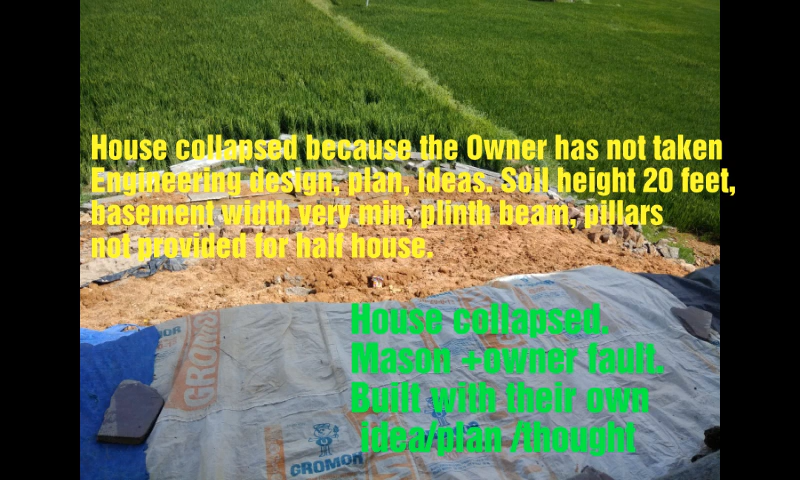 House collapsed because the Owner has not taken
Engineering design, plan, Ideas. Soil height 20 feet,
basement width very min, plinth beam, pillars
not provided for half house.
House collapsed.
Mason +owner fault.
Built with their own
idea/plan /thought
GROMOR
GROMOR